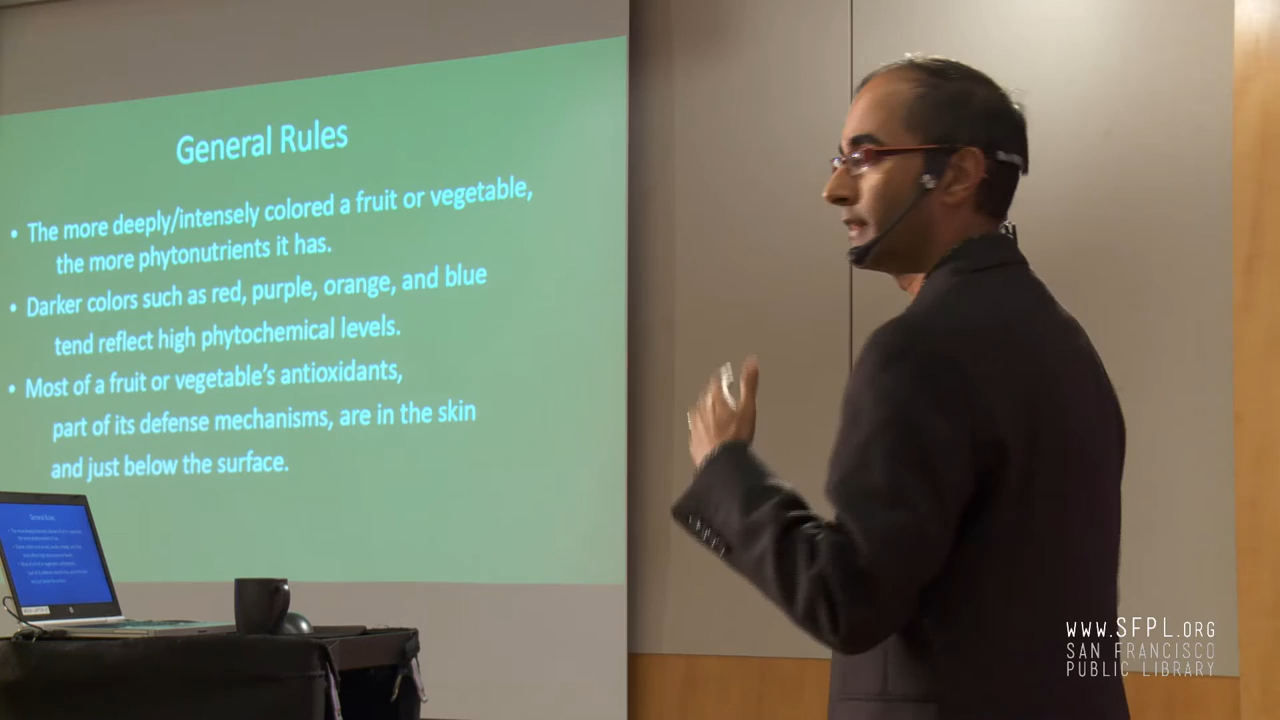 General Rules
• The more deeply/intensely colored a fruit or vegetable,
the more phytonutrients it has.
• Darker colors such as red, purple, orange, and blue
tend reflect high phytochemical levels.
• Most of a fruit or vegetable's antioxidants,
part of its defense mechanisms, are in the skin
and just below the surface.
General Rules
www.SFPL.org
SAN FRANCISCO
PUBLIC LIBRARY